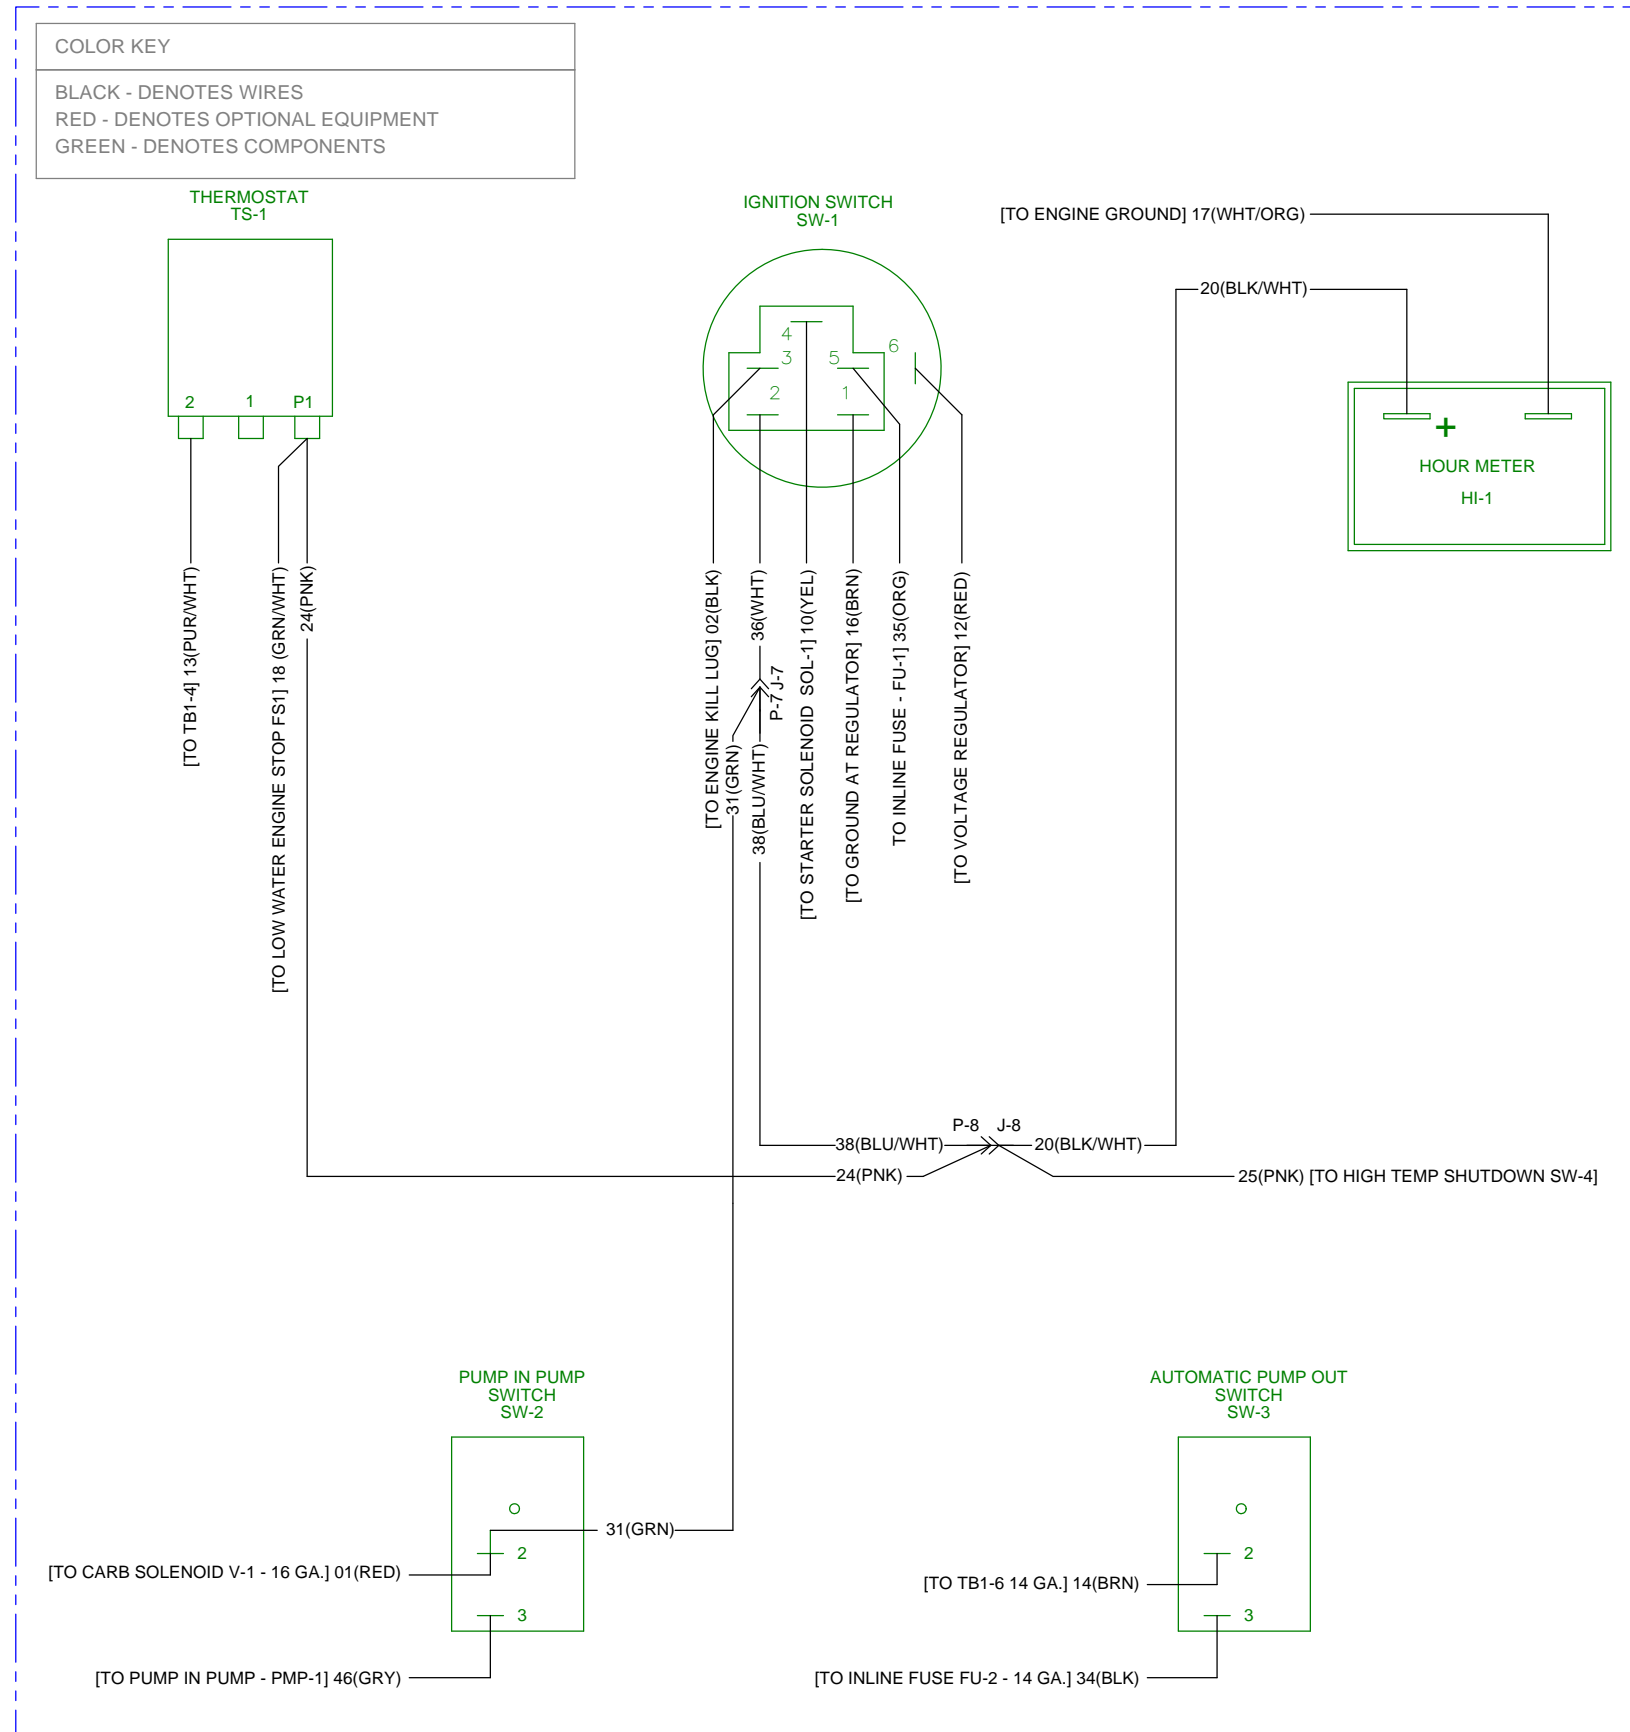 COLOR KEY
BLACK - DENOTES WIRES
RED - DENOTES OPTIONAL EQUIPMENT
GREEN - DENOTES COMPONENTS
THERMOSTAT
TS-1
2 1 P1
[TO TB1-4] 13(PUR/WHT)
[TO LOW WATER ENGINE STOP FS1] 18 (GRN/WHT)
24(PNK)
IGNITION SWITCH
SW-1
4
3 5 6
2 1
[TO ENGINE KILL LUG] 02(BLK)
36(WHT)
P-7 J-7
31(GRN)
38(BLU/WHT)
[TO STARTER SOLENOID SOL-1] 10(YEL)
[TO GROUND AT REGULATOR] 16(BRN)
TO INLINE FUSE - FU-1] 35(ORG)
[TO VOLTAGE REGULATOR] 12(RED)
[TO ENGINE GROUND] 17(WHT/ORG)
20(BLK/WHT)
+
HOUR METER
HI-1
P-8 J-8
38(BLU/WHT) 20(BLK/WHT)
24(PNK) 25(PNK) [TO HIGH TEMP SHUTDOWN SW-4]
PUMP IN PUMP
SWITCH
SW-2
31(GRN)
2
[TO CARB SOLENOID V-1 - 16 GA.] 01(RED)
3
[TO PUMP IN PUMP - PMP-1] 46(GRY)
AUTOMATIC PUMP OUT
SWITCH
SW-3
2
[TO TB1-6 14 GA.] 14(BRN)
3
[TO INLINE FUSE FU-2 - 14 GA.] 34(BLK)